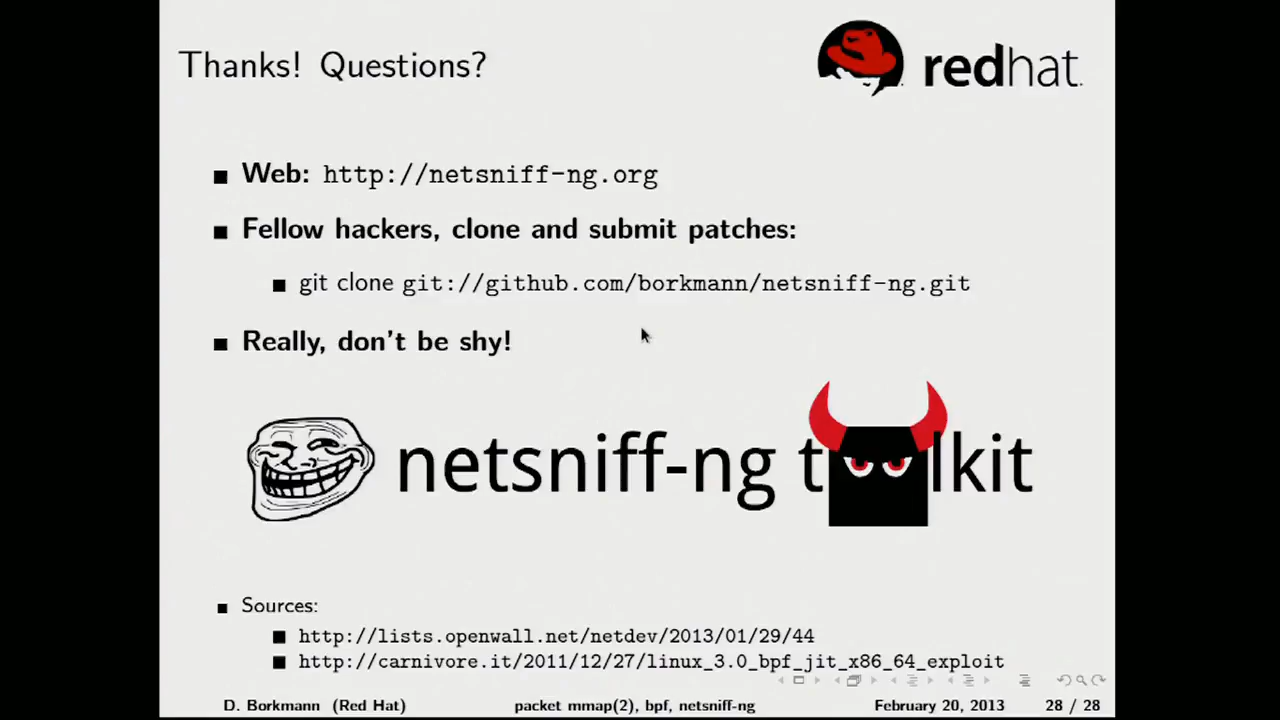 Thanks! Questions?
redhat.
Web: http://netsniff-ng.org
Fellow hackers, clone and submit patches:
git clone git://github.com/borkmann/netsniff-ng.git
Really, don't be shy!
netsniff-ng t lkit
Sources:
http://lists.openwall.net/netdev/2013/01/29/44
http://carnivore.it/2011/12/27/linux_3.0_bpf_jit_x86_64_exploit
D. Borkmann (Red Hat) packet mmap(2), bpf, netsniff-ng February 20, 2013 28 / 28